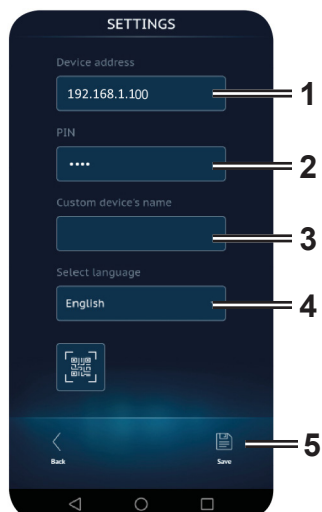 SETTINGS
Device address
192.168.1.100
1
PIN
••••
2
Custom device's name
3
Select language
English
4
Back
Save
5